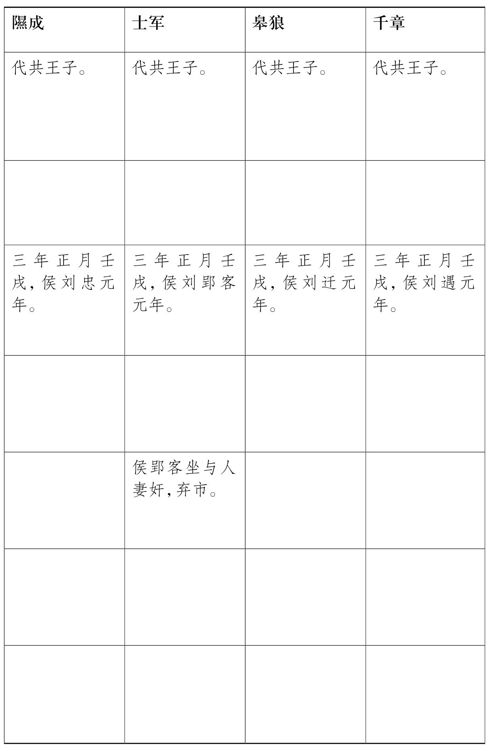 隰成 士军 皋狼 千章
代共王子。 代共王子。 代共王子。 代共王子。
三年正月壬 三年正月壬 三年正月壬 三年正月壬
戌,侯刘忠元 戌,侯刘郢客 戌,侯刘迁元 戌,侯刘遇元
年。 元年。 年。 年。
侯郢客坐与人
妻奸,弃市。